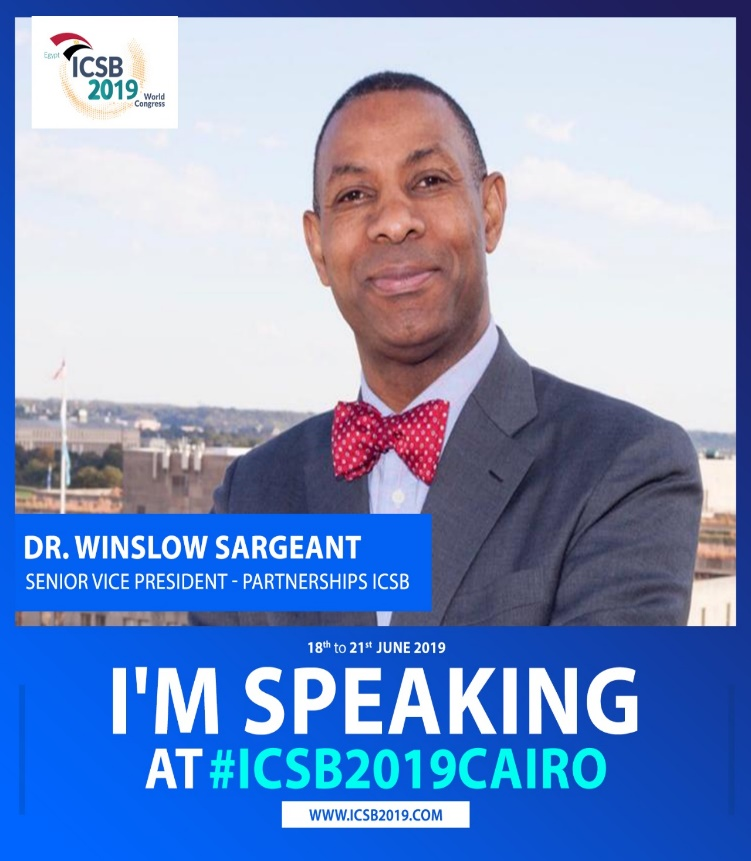 Egypt
ICSB
2019
World
Congress
DR. WINSLOW SARGEANT
SENIOR VICE PRESIDENT - PARTNERSHIPS ICSB
18th to 21st JUNE 2019
I'M SPEAKING
AT #ICSB2019CAIRO
WWW.ICSB2019.COM